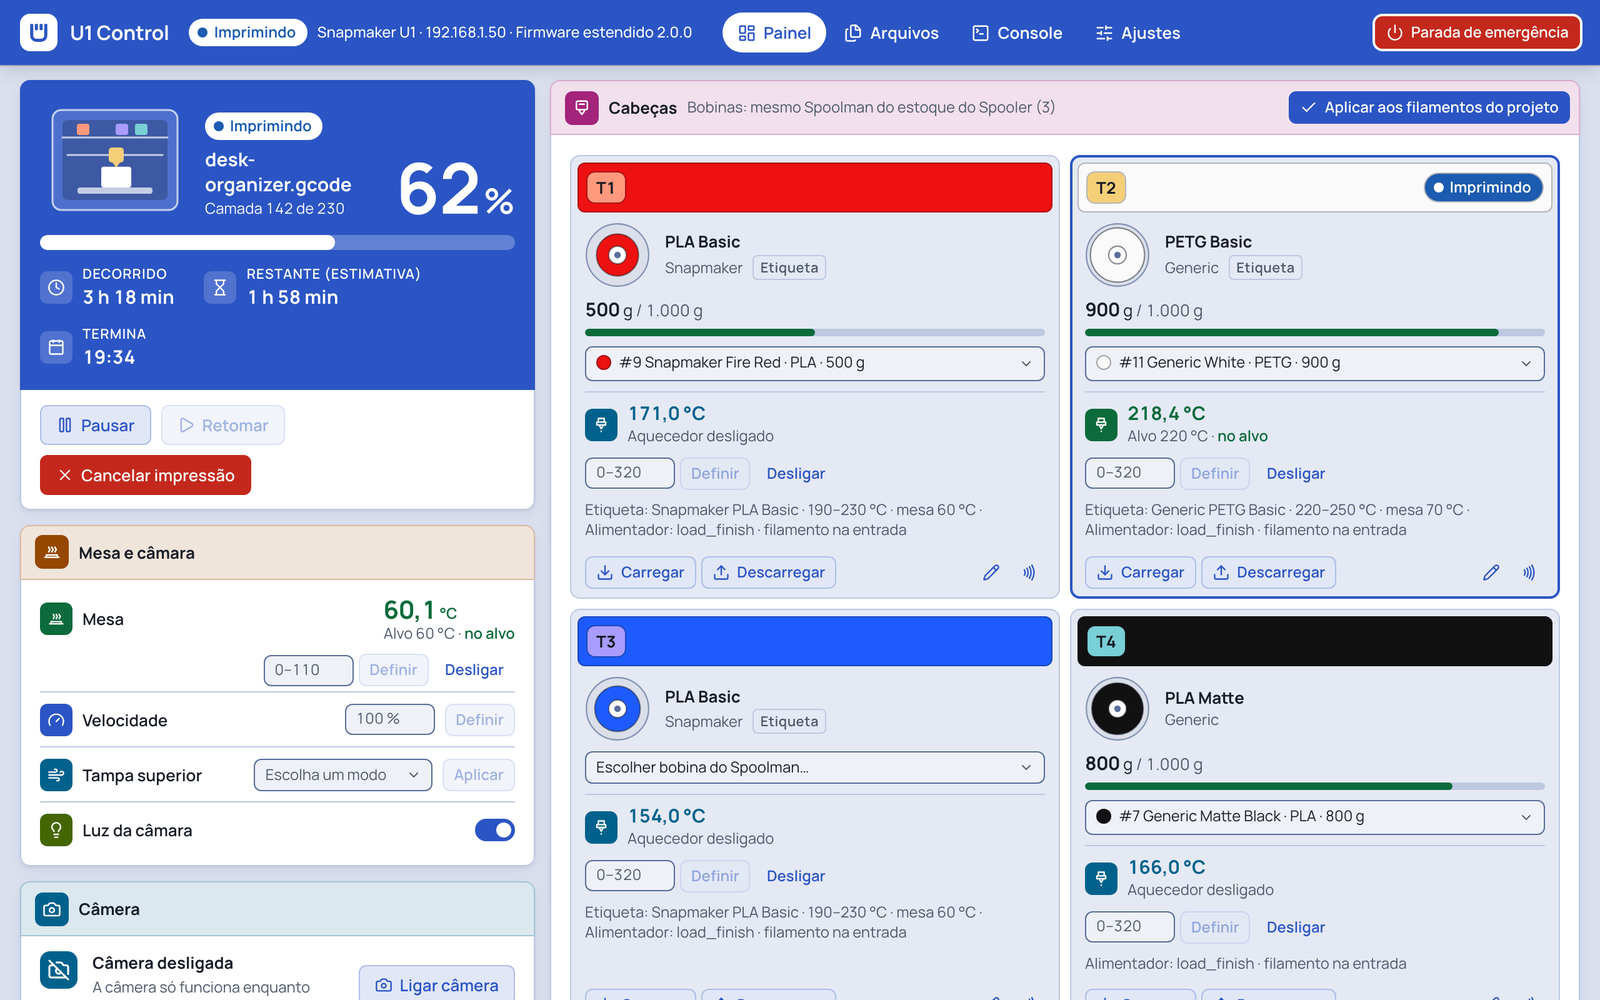 U1 Control
Imprimindo
Snapmaker U1 · 192.168.1.50 · Firmware estendido 2.0.0
Painel
Arquivos
Console
Ajustes
Parada de emergência
Imprimindo
desk-
organizer.gcode
Camada 142 de 230
62%
DECORRIDO
3 h 18 min
RESTANTE (ESTIMATIVA)
1 h 58 min
TERMINA
19:34
Pausar
Retomar
Cancelar impressão
Mesa e câmara
Mesa
60,1 °C
Alvo 60 °C · no alvo
0–110
Definir
Desligar
Velocidade
100 %
Definir
Tampa superior
Escolha um modo
Aplicar
Luz da câmara
Câmera
Câmera desligada
A câmera só funciona enquanto
Ligar câmera
Cabeças
Bobinas: mesmo Spoolman do estoque do Spooler (3)
Aplicar aos filamentos do projeto
T1
PLA Basic
Snapmaker
Etiqueta
500 g / 1.000 g
#9 Snapmaker Fire Red · PLA · 500 g
171,0 °C
Aquecedor desligado
0–320
Definir
Desligar
Etiqueta: Snapmaker PLA Basic · 190–230 °C · mesa 60 °C ·
Alimentador: load_finish · filamento na entrada
Carregar
Descarregar
T2
Imprimindo
PETG Basic
Generic
Etiqueta
900 g / 1.000 g
#11 Generic White · PETG · 900 g
218,4 °C
Alvo 220 °C · no alvo
0–320
Definir
Desligar
Etiqueta: Generic PETG Basic · 220–250 °C · mesa 70 °C ·
Alimentador: load_finish · filamento na entrada
Carregar
Descarregar
T3
PLA Basic
Snapmaker
Etiqueta
Escolher bobina do Spoolman...
154,0 °C
Aquecedor desligado
0–320
Definir
Desligar
Etiqueta: Snapmaker PLA Basic · 190–230 °C · mesa 60 °C ·
Alimentador: load_finish · filamento na entrada
T4
PLA Matte
Generic
800 g / 1.000 g
#7 Generic Matte Black · PLA · 800 g
166,0 °C
Aquecedor desligado
0–320
Definir
Desligar
Alimentador: load_finish · filamento na entrada